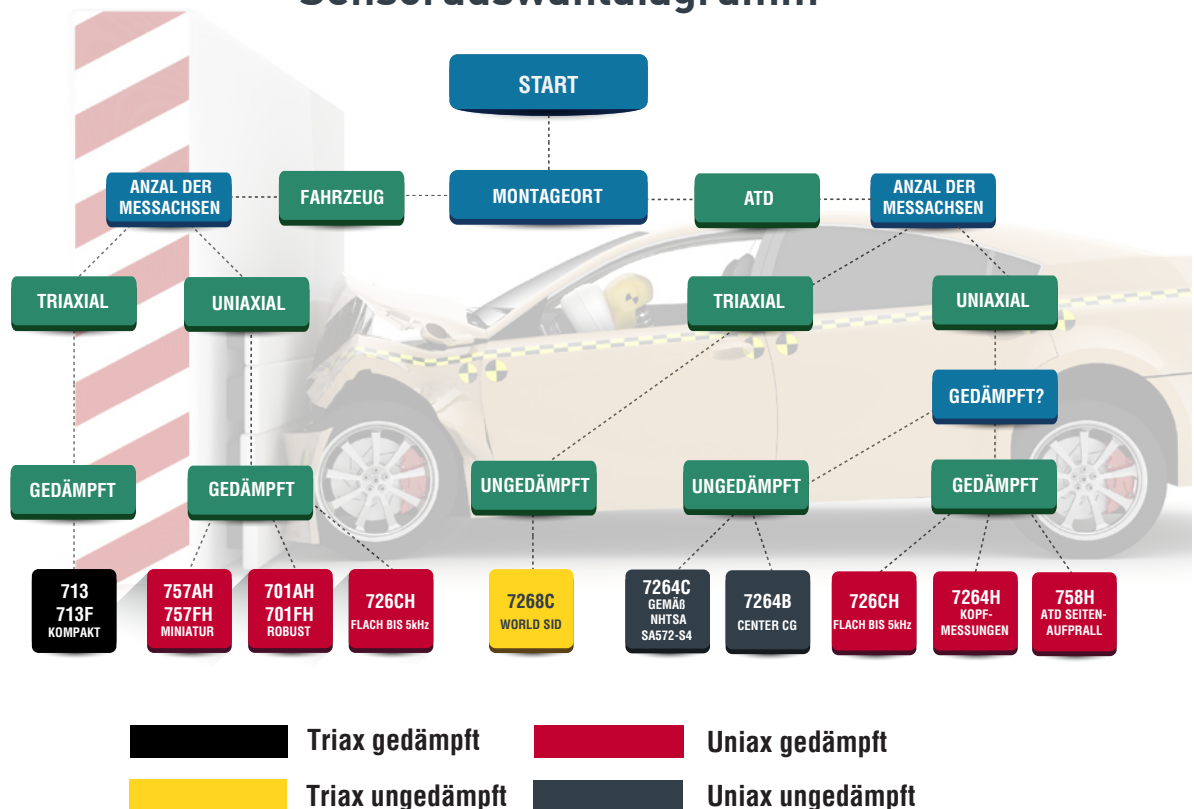 Sensorauswahldiagramm
START
ANZAL DER
MESSACHSEN
FAHRZEUG
MONTAGEORT
ATD
ANZAL DER
MESSACHSEN
TRIAXIAL
UNIAXIAL
TRIAXIAL
UNIAXIAL
GEDÄMPFT?
GEDÄMPFT
GEDÄMPFT
UNGEDÄMPFT
UNGEDÄMPFT
GEDÄMPFT
713
713F
KOMPAKT
757AH
757FH
MINIATUR
701AH
701FH
ROBUST
726CH
FLACH BIS 5kHz
7268C
WORLD SID
7264C
GEMÄß
NHTSA
SA572-S4
7264B
CENTER CG
726CH
FLACH BIS 5kHz
7264H
KOPF-
MESSUNGEN
758H
ATD SEITEN-
AUFPRALL
Triax gedämpft
Uniax gedämpft
Triax ungedämpft
Uniax ungedämpft